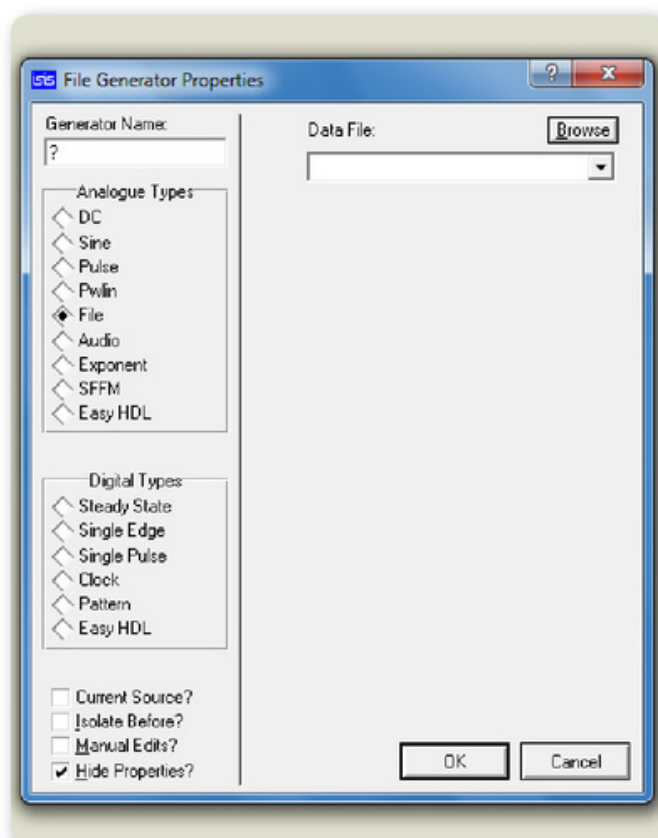 ISIS File Generator Properties
?
Generator Name:
?
Analogue Types
DC
Sine
Pulse
Pwlin
File
Audio
Exponent
SFFM
Easy HDL
Digital Types
Steady State
Single Edge
Single Pulse
Clock
Pattern
Easy HDL
Current Source?
Isolate Before?
Manual Edits?
Hide Properties?
Data File:
Browse
OK
Cancel